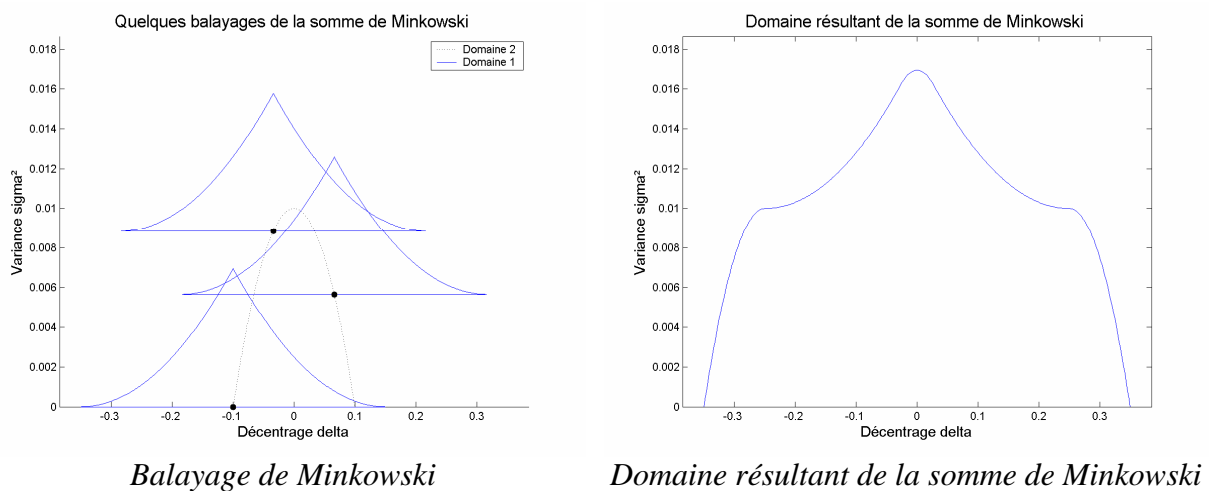 Quelques balayages de la somme de Minkowski
Domaine 2
Domaine 1
Variance sigma²
0.018
0.016
0.014
0.012
0.01
0.008
0.006
0.004
0.002
0
-0.3 -0.2 -0.1 0 0.1 0.2 0.3
Décentrage delta
Balayage de Minkowski
Domaine résultant de la somme de Minkowski
Variance sigma²
0.018
0.016
0.014
0.012
0.01
0.008
0.006
0.004
0.002
0
-0.3 -0.2 -0.1 0 0.1 0.2 0.3
Décentrage delta
Domaine résultant de la somme de Minkowski